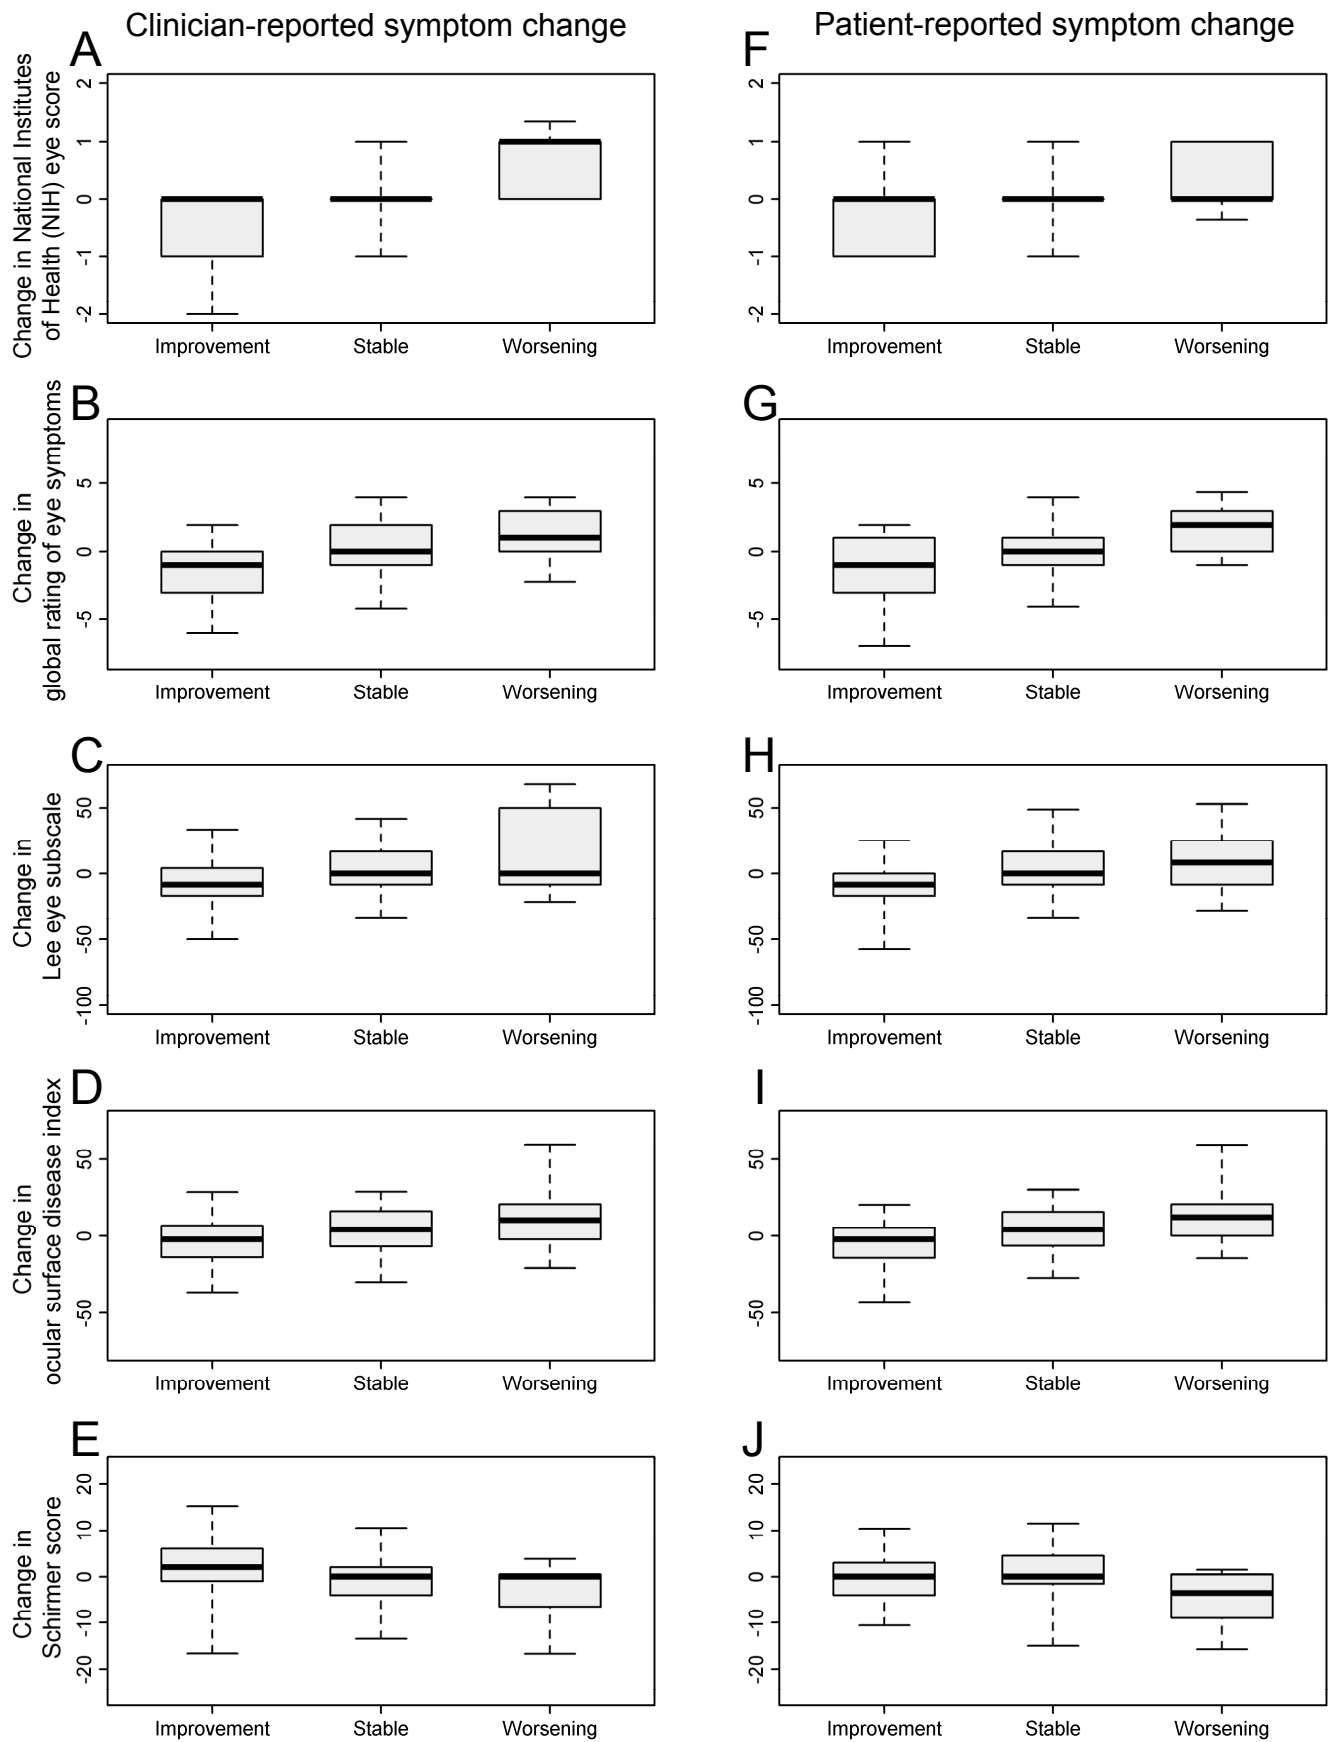 Clinician-reported symptom change
Patient-reported symptom change
A
Change in National Institutes
of Health (NIH) eye score
2
1
0
-1
-2
Improvement Stable Worsening
F
2
1
0
-1
-2
Improvement Stable Worsening
B
Change in
global rating of eye symptoms
5
0
-5
Improvement Stable Worsening
G
5
0
-5
Improvement Stable Worsening
C
Change in
Lee eye subscale
50
0
-50
-100
Improvement Stable Worsening
H
50
0
-50
-100
Improvement Stable Worsening
D
Change in
ocular surface disease index
50
0
-50
Improvement Stable Worsening
I
50
0
-50
Improvement Stable Worsening
E
Change in
Schirmer score
20
10
0
-10
-20
Improvement Stable Worsening
J
20
10
0
-10
-20
Improvement Stable Worsening